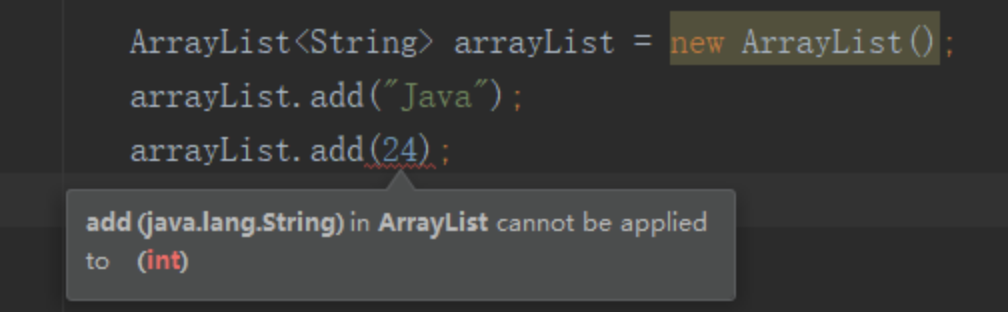 ArrayList<String> arrayList = new ArrayList();
arrayList.add("Java");
arrayList.add(24);
add (java.lang.String) in ArrayList cannot be applied
to (int)